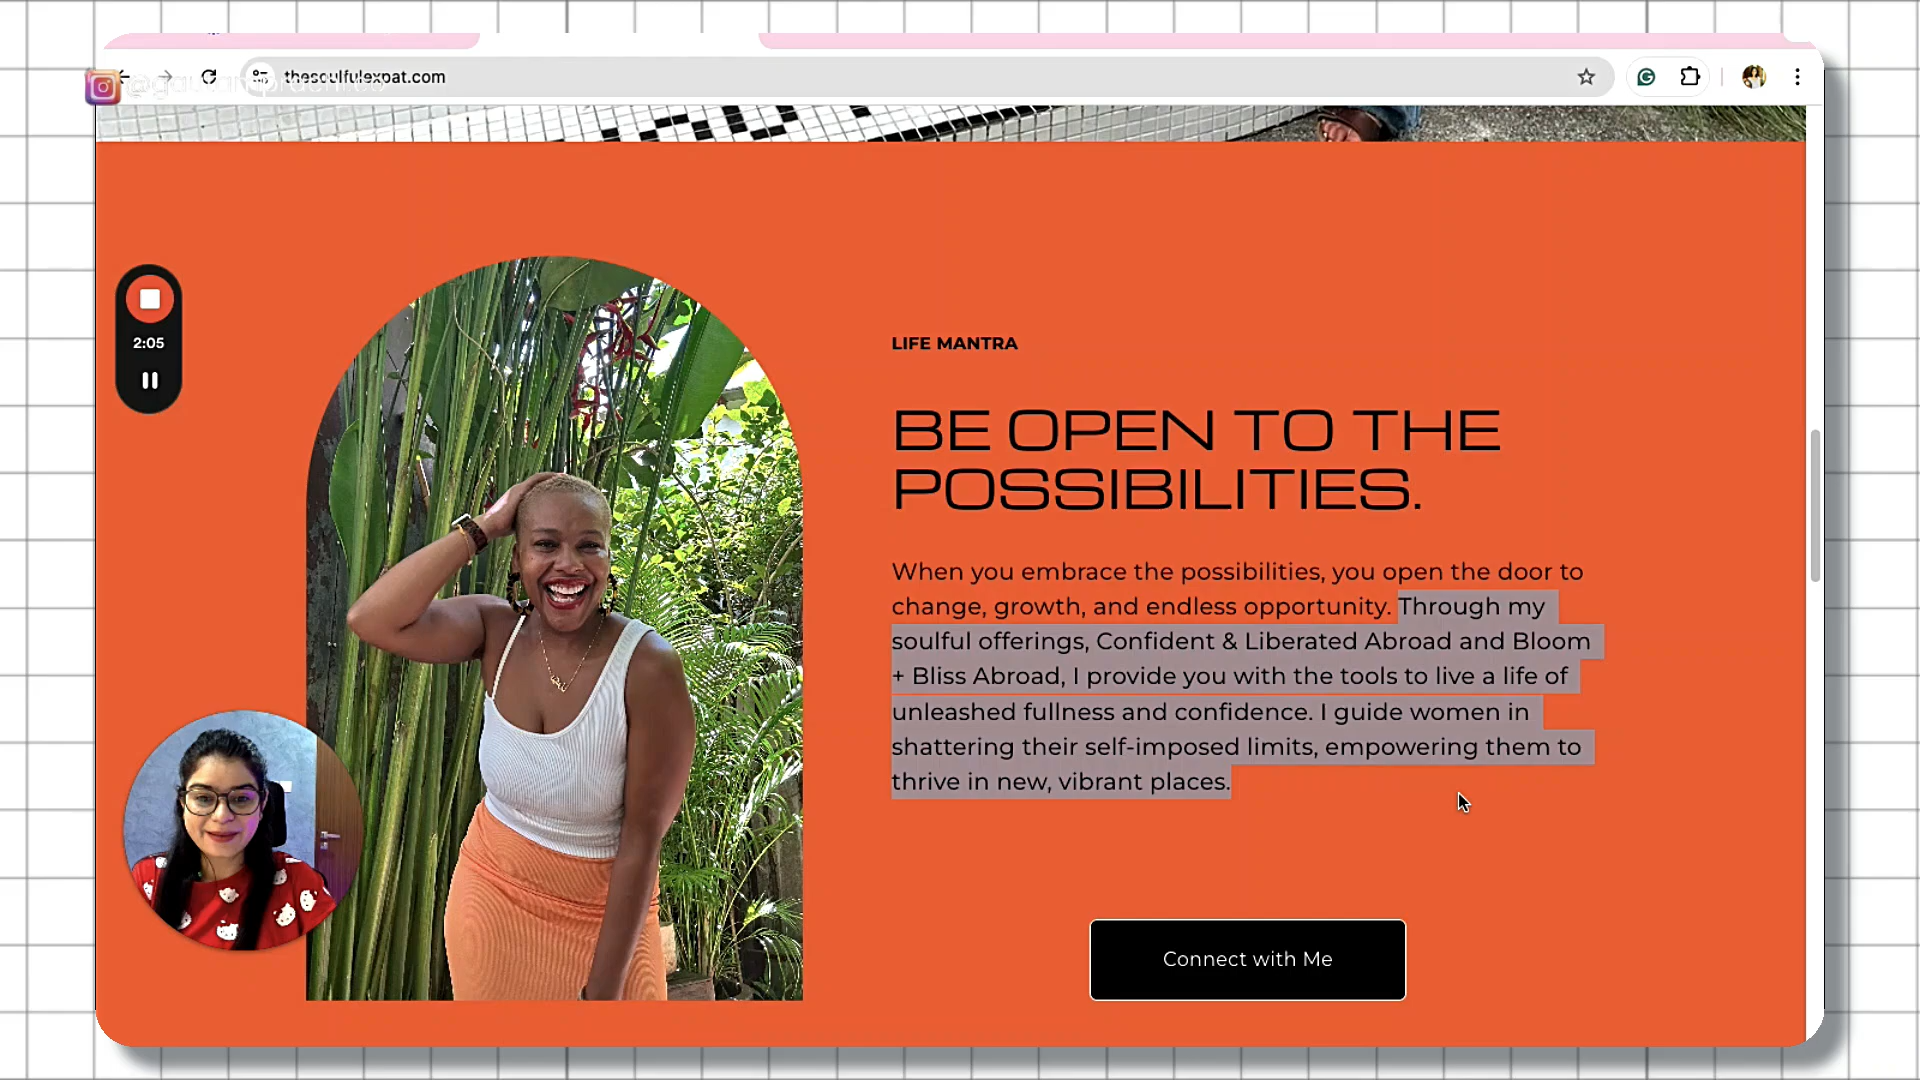 thesoulfulexpat.com
2:05
LIFE MANTRA
BE OPEN TO THE
POSSIBILITIES.
When you embrace the possibilities, you open the door to
change, growth, and endless opportunity. Through my
soulful offerings, Confident & Liberated Abroad and Bloom
+ Bliss Abroad, I provide you with the tools to live a life of
unleashed fullness and confidence. I guide women in
shattering their self-imposed limits, empowering them to
thrive in new, vibrant places.
Connect with Me